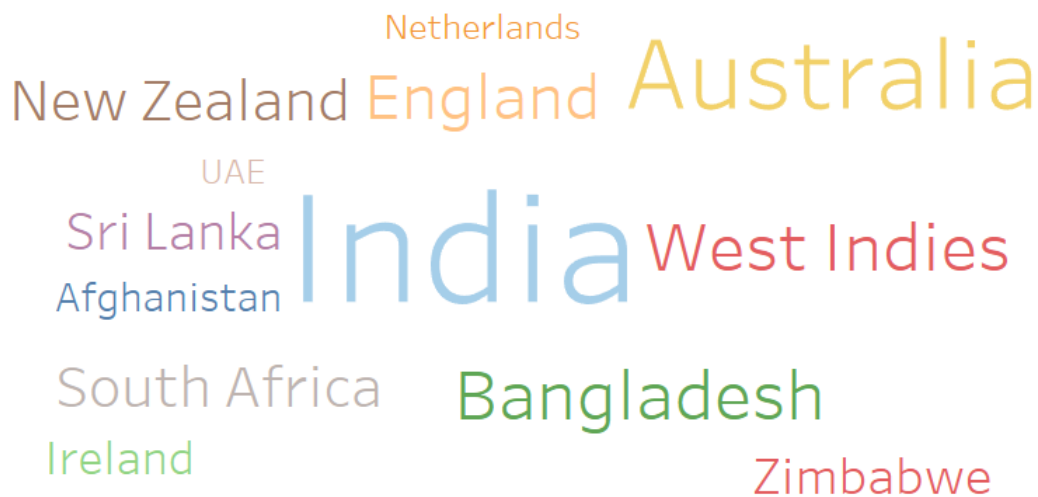 Netherlands
New Zealand
England
Australia
UAE
Sri Lanka
India
West Indies
Afghanistan
South Africa
Bangladesh
Ireland
Zimbabwe